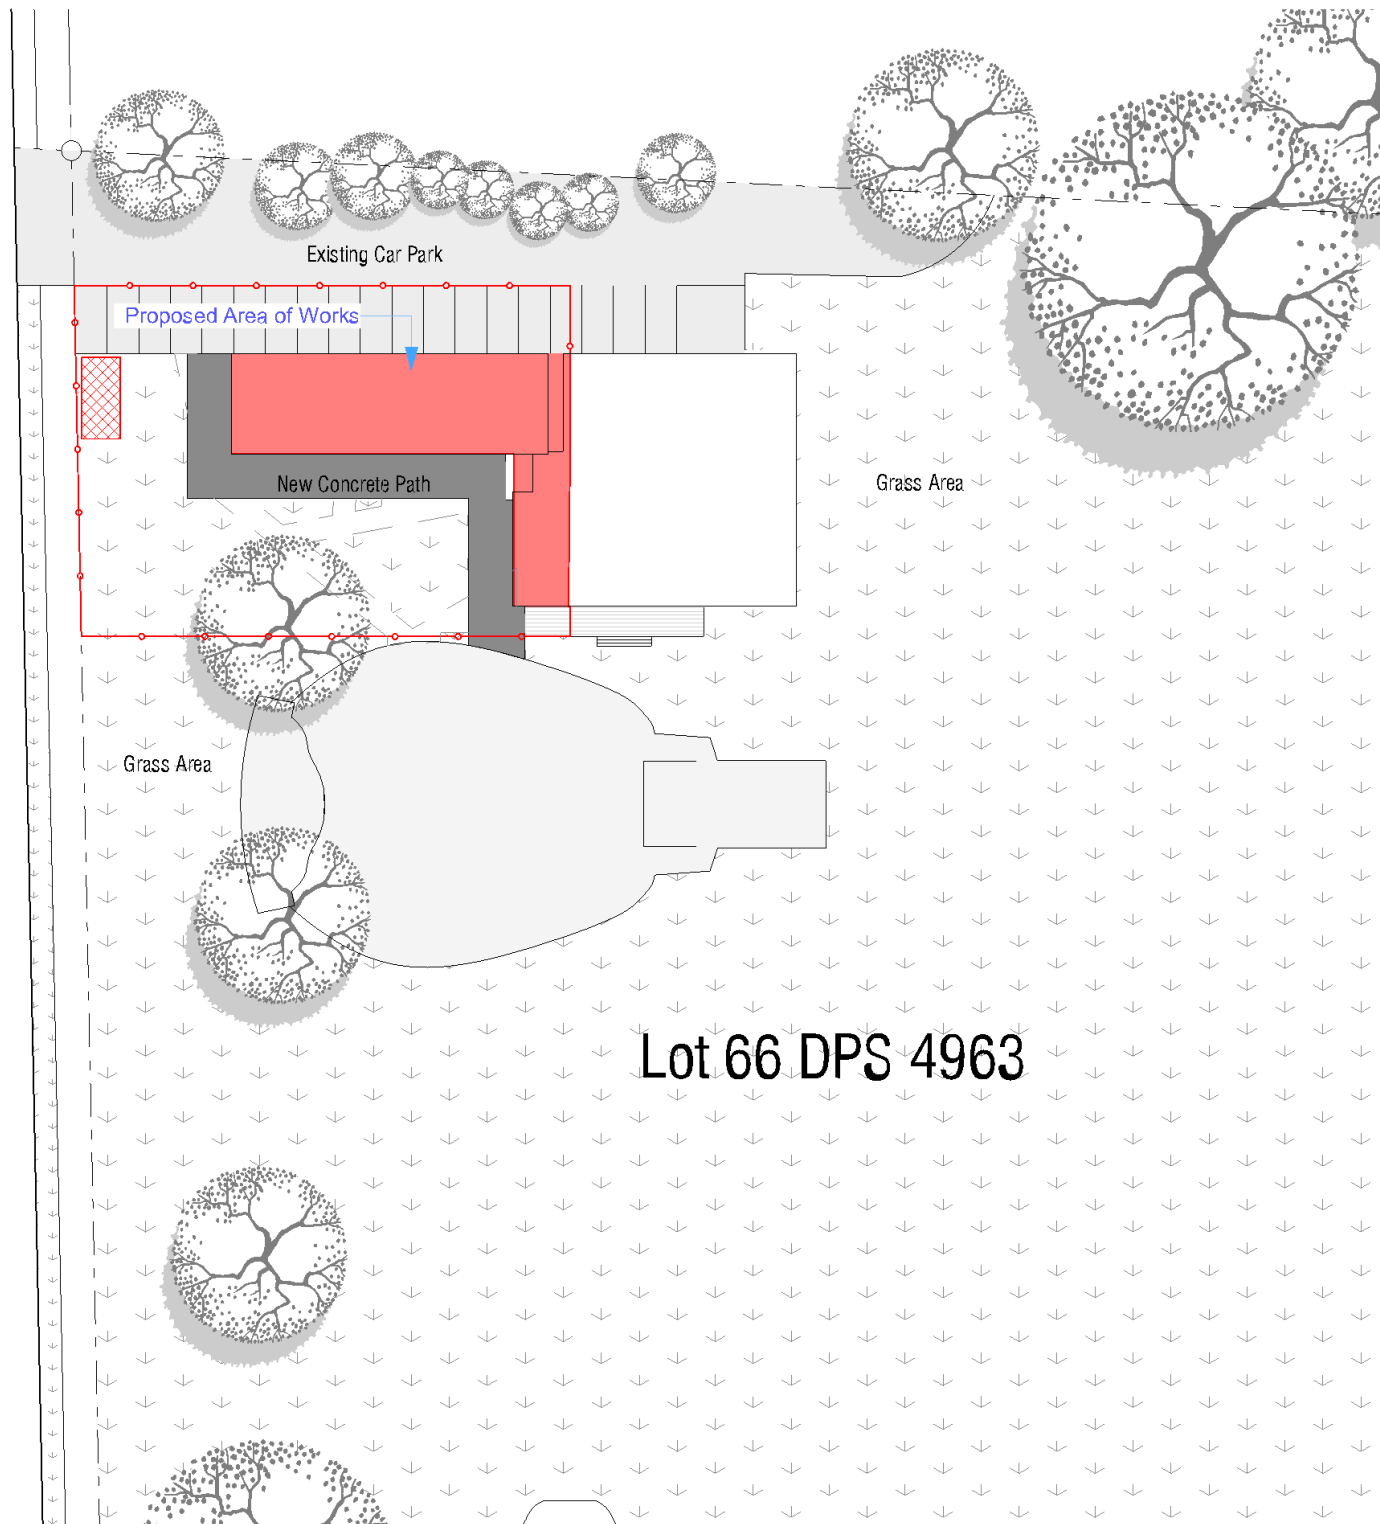 Existing Car Park
Proposed Area of Works
New Concrete Path
Grass Area
Grass Area
Lot 66 DPS 4963